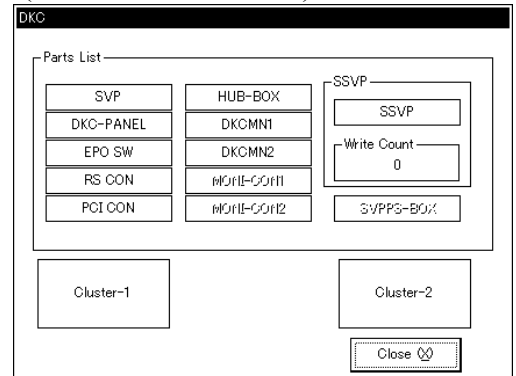 DKC
Parts List
SVP
DKC-PANEL
EPO SW
RS CON
PCI CON
HUB-BOX
DKCMN1
DKCMN2
MONI-CON1
MONI-CON2
SSVP
SSVP
Write Count
0
SVPPS-BOX
Cluster-1
Cluster-2
Close (X)